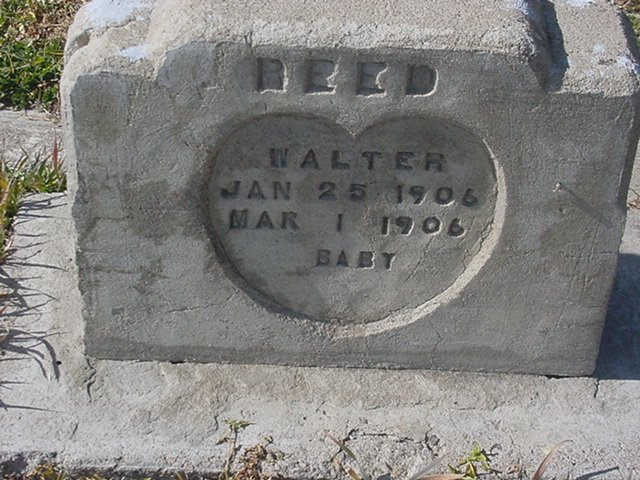 REED
WALTER
JAN 25 1906
MAR 1 1906
BABY